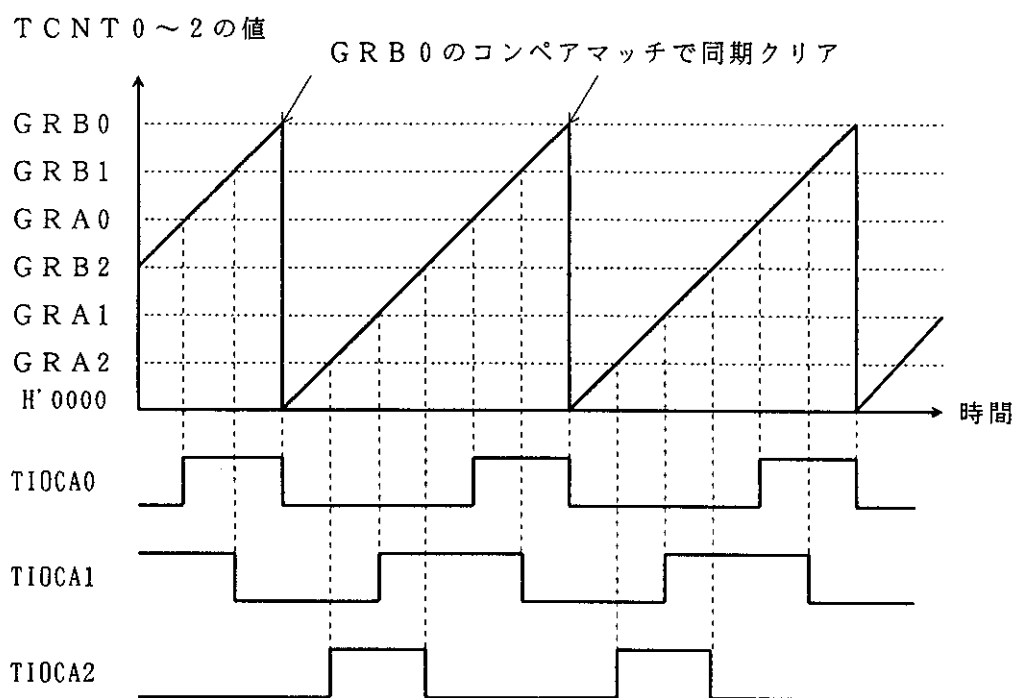 TCNT0～2の値
GRB0のコンペアマッチで同期クリア
GRB0
GRB1
GRA0
GRB2
GRA1
GRA2
H'0000
時間
TIOCA0
TIOCA1
TIOCA2